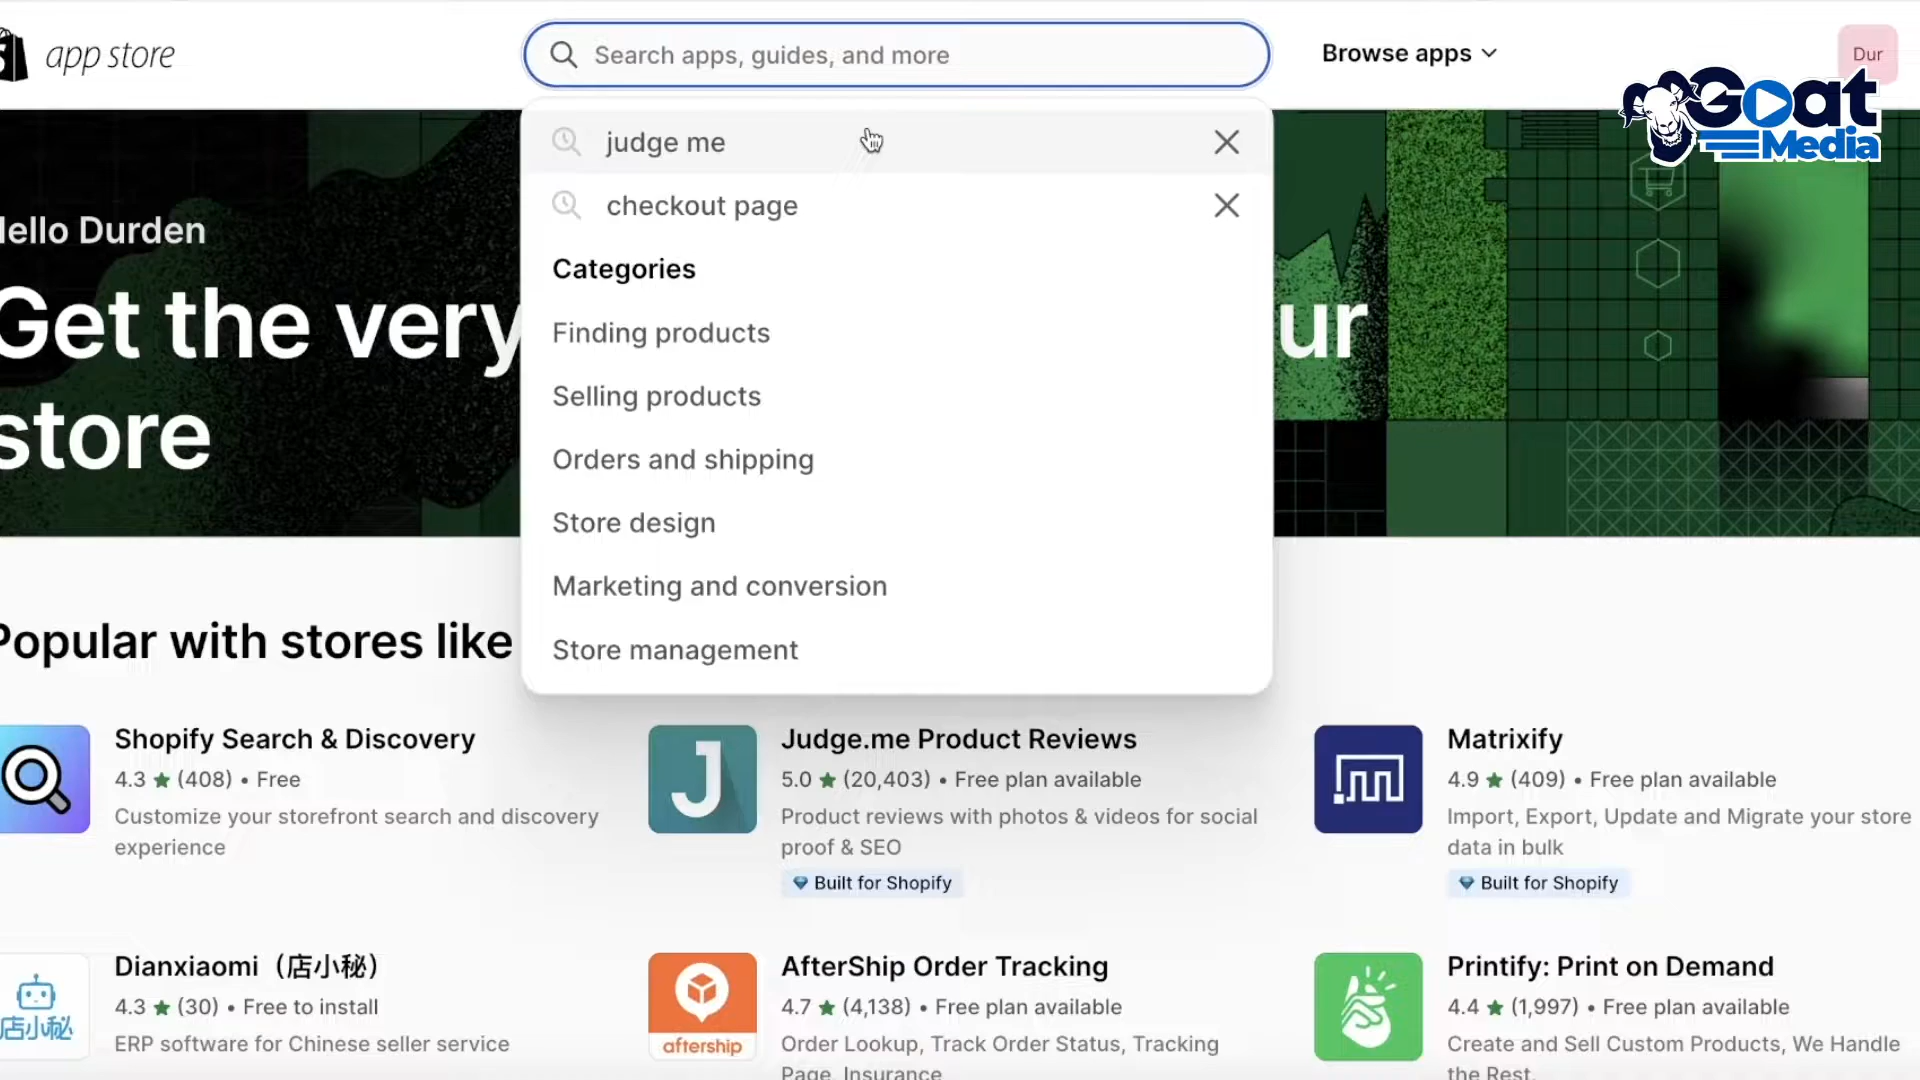 app store
Search apps, guides, and more
Browse apps
Dur
Goat
Media
judge me
checkout page
Categories
Finding products
Selling products
Orders and shipping
Store design
Marketing and conversion
Store management
ello Durden
Get the very
ur
store
Popular with stores like
Shopify Search & Discovery
4.3 ★ (408) • Free
Customize your storefront search and discovery
experience
Judge.me Product Reviews
5.0 ★ (20,403) • Free plan available
Product reviews with photos & videos for social
proof & SEO
Built for Shopify
Matrixify
4.9 ★ (409) • Free plan available
Import, Export, Update and Migrate your store
data in bulk
Built for Shopify
店小秘
Dianxiaomi（店小秘）
4.3 ★ (30) • Free to install
ERP software for Chinese seller service
aftership
AfterShip Order Tracking
4.7 ★ (4,138) • Free plan available
Order Lookup, Track Order Status, Tracking
Page, Insurance
Printify: Print on Demand
4.4 ★ (1,997) • Free plan available
Create and Sell Custom Products, We Handle
the Rest.